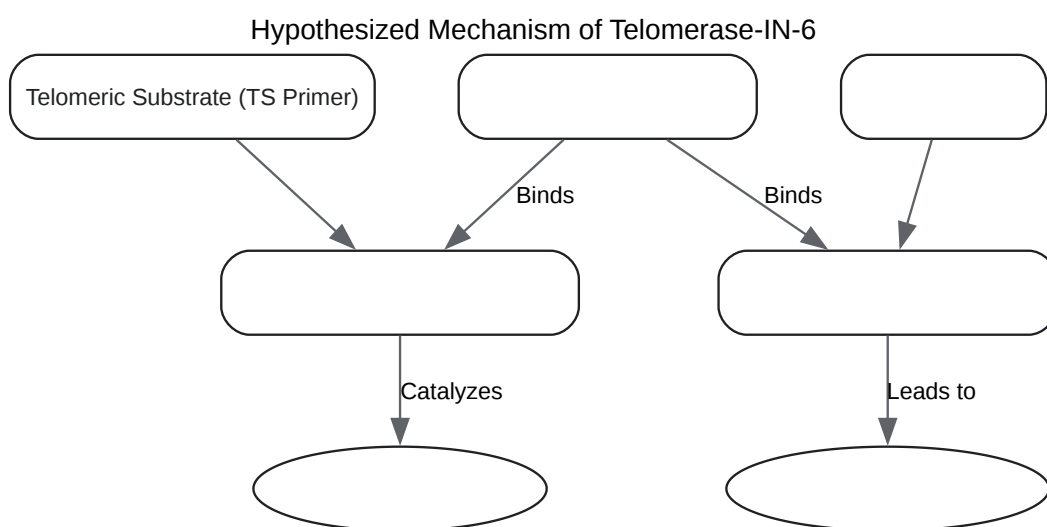 Hypothesized Mechanism of Telomerase-IN-6
Telomeric Substrate (TS Primer)
Binds
Binds
Catalyzes
Leads to